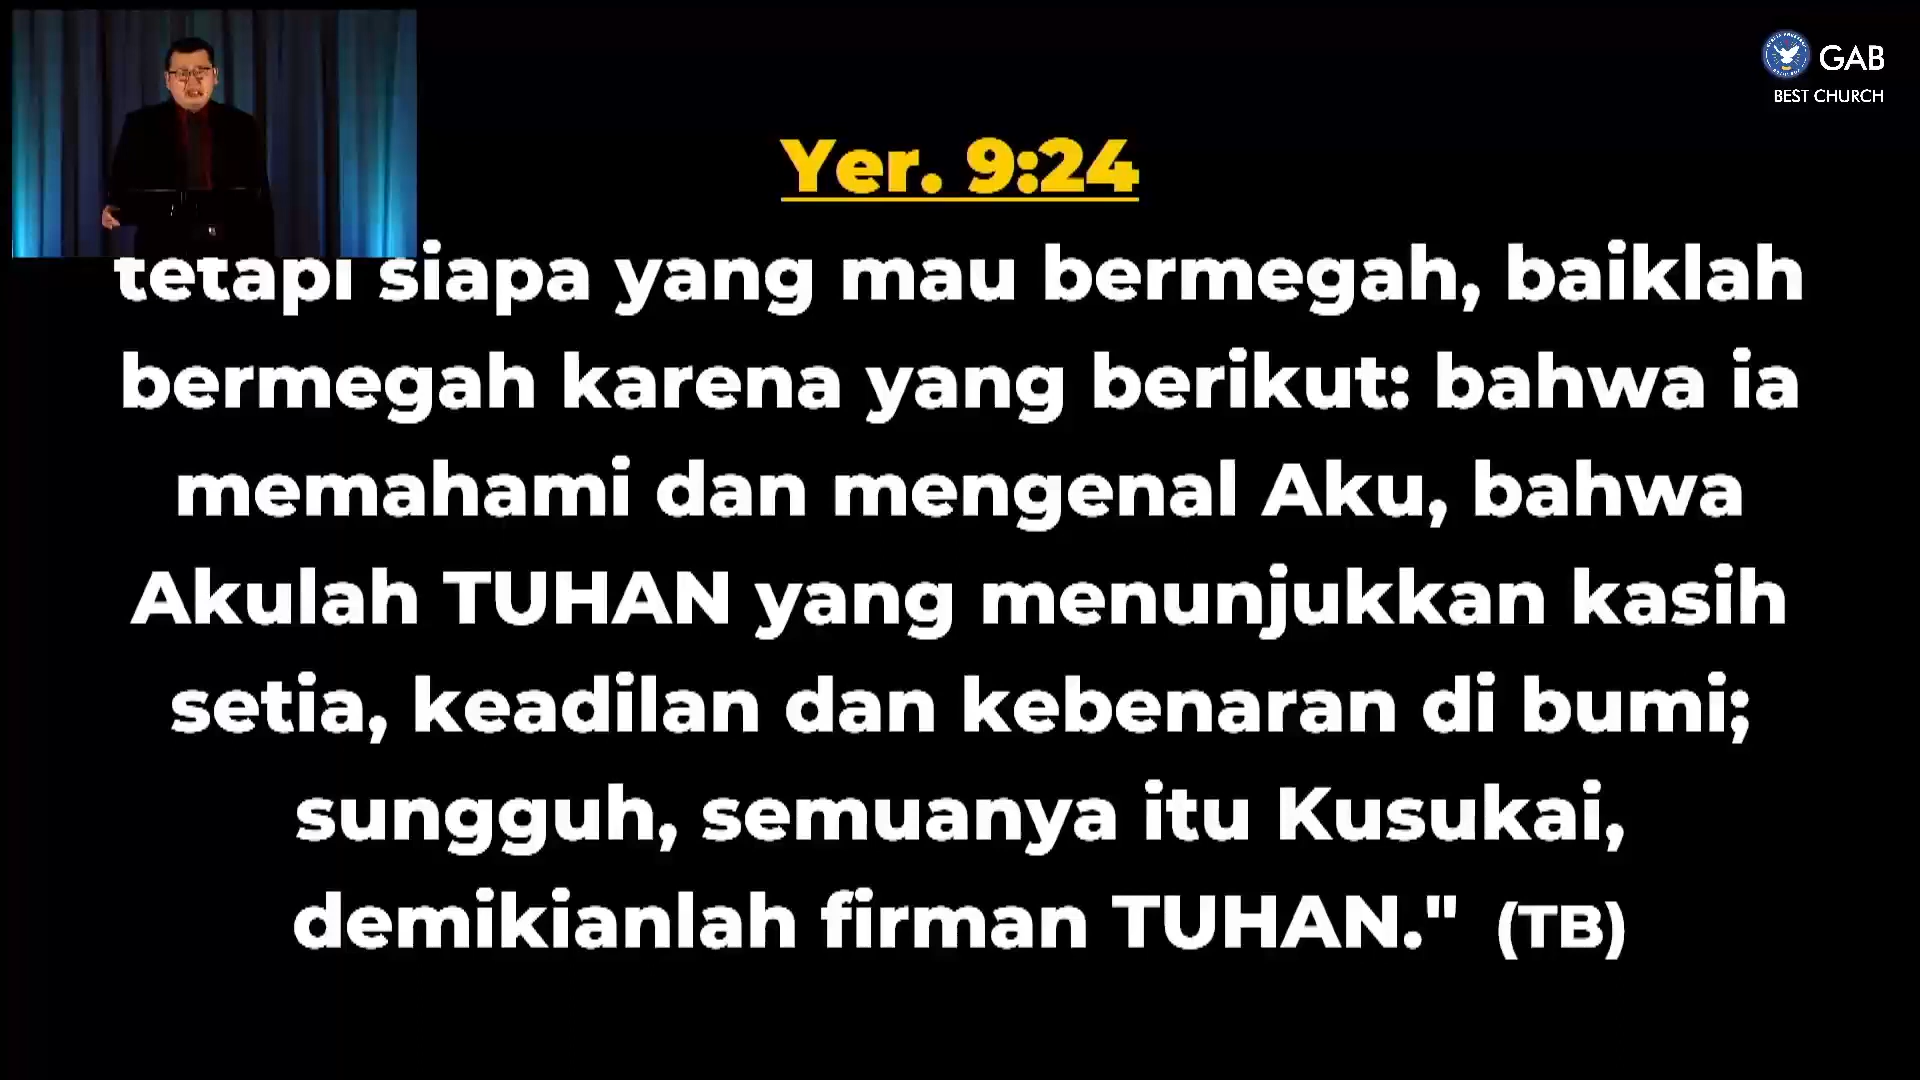 GAB
BEST CHURCH
Yer. 9:24
tetapi siapa yang mau bermegah, baiklah
bermegah karena yang berikut: bahwa ia
memahami dan mengenal Aku, bahwa
Akulah TUHAN yang menunjukkan kasih
setia, keadilan dan kebenaran di bumi;
sungguh, semuanya itu Kusukai,
demikianlah firman TUHAN." (TB)